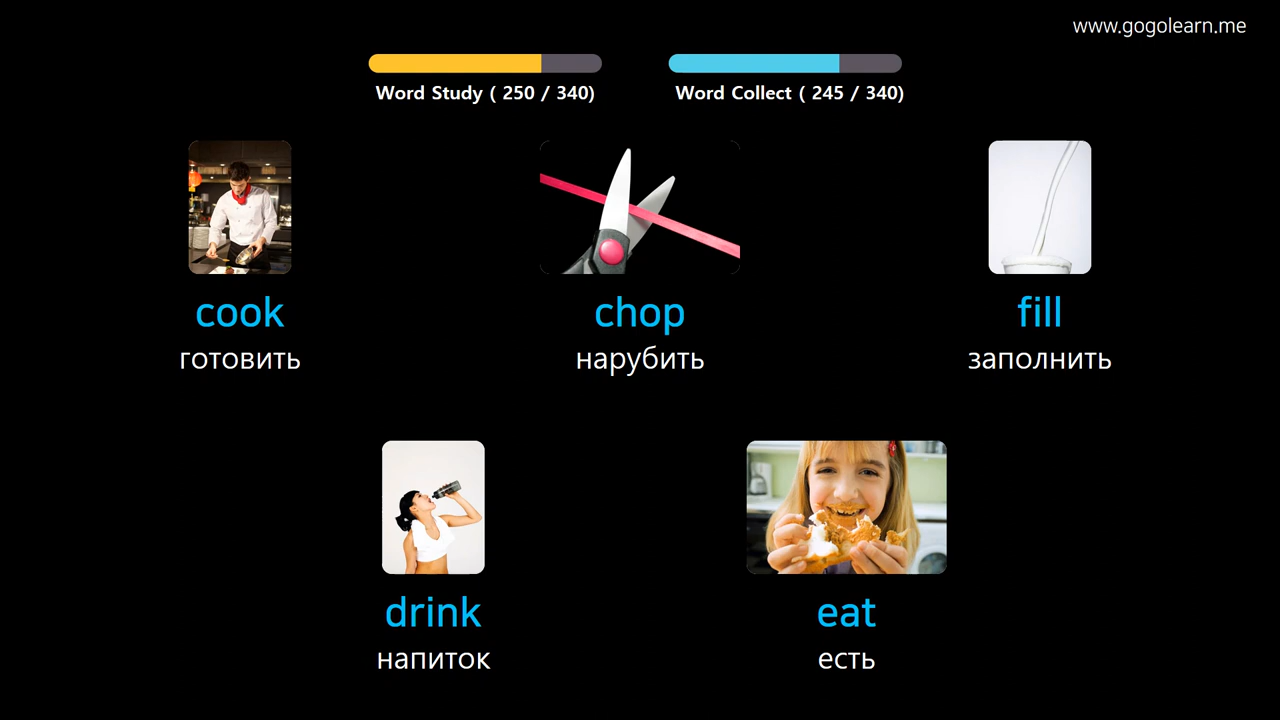 www.gogolearn.me
Word Study ( 250 / 340)
Word Collect ( 245 / 340)
cook
готовить
chop
нарубить
fill
заполнить
drink
напиток
eat
есть